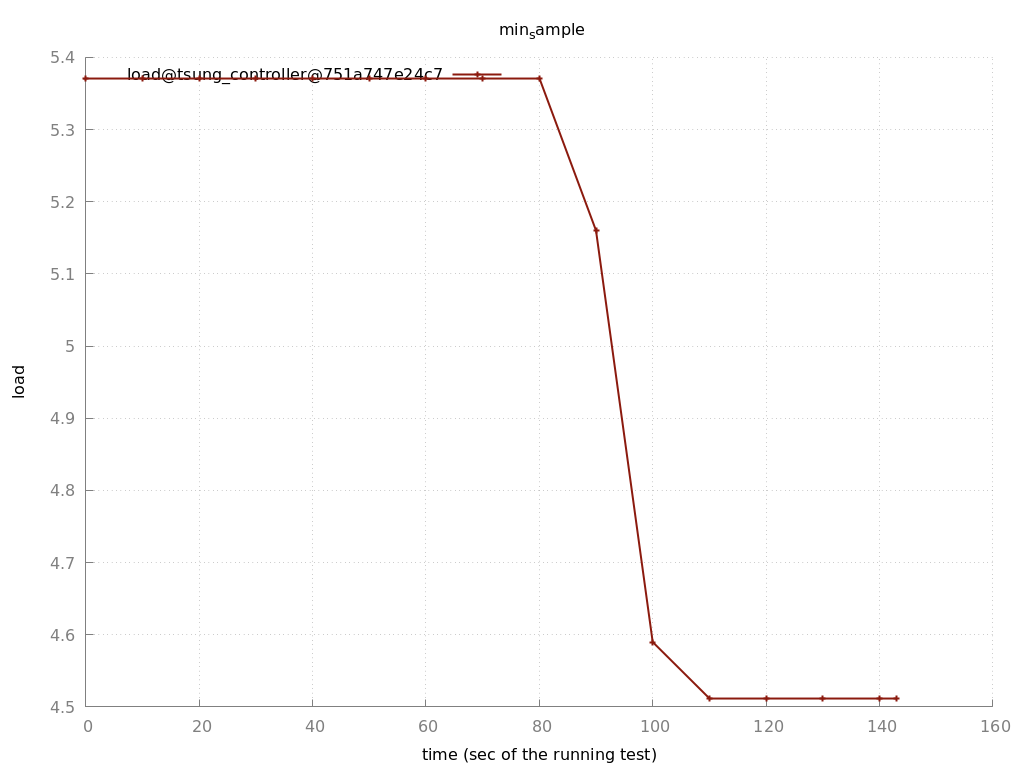 min_sample
5.4
load@tsung_controller@751a747e24c7
5.3
5.2
5.1
5
load
4.9
4.8
4.7
4.6
4.5
0 20 40 60 80 100 120 140 160
time (sec of the running test)